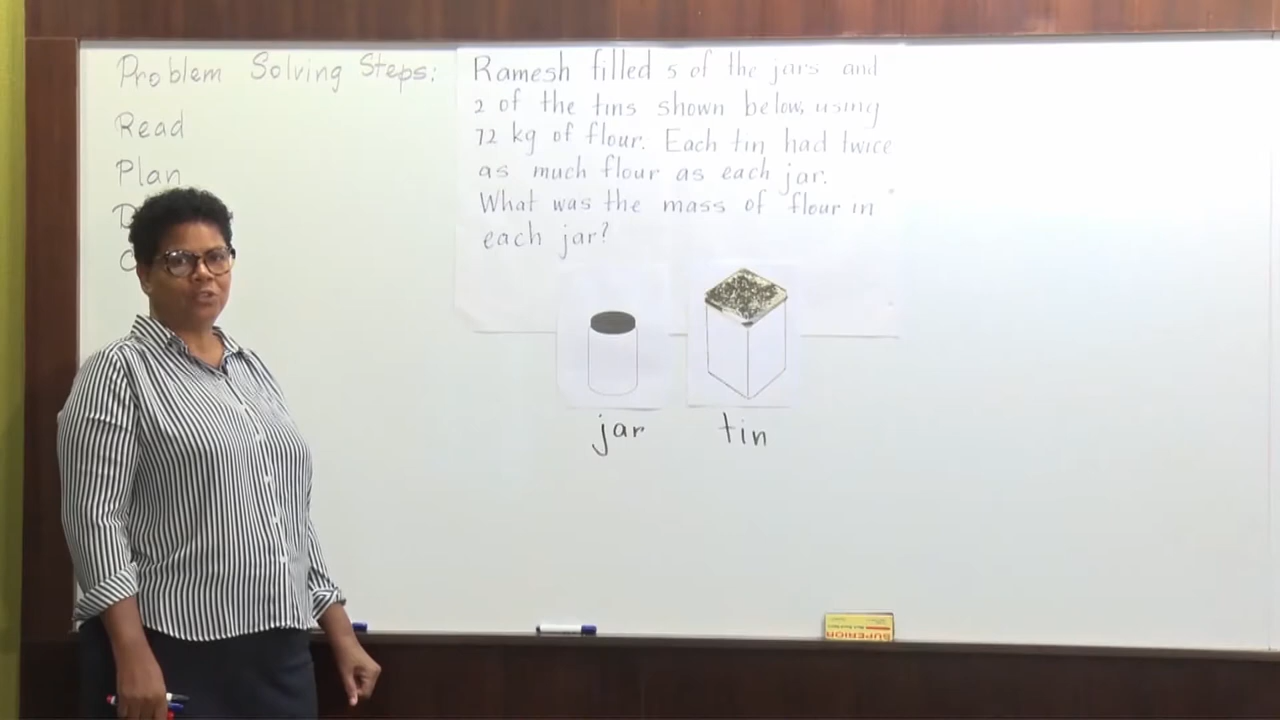 Problem Solving Steps:
Read
Plan
Ramesh filled 5 of the jars and
2 of the tins shown below, using
72 kg of flour. Each tin had twice
as much flour as each jar.
What was the mass of flour in
each jar?
jar
tin
SUPERIOR